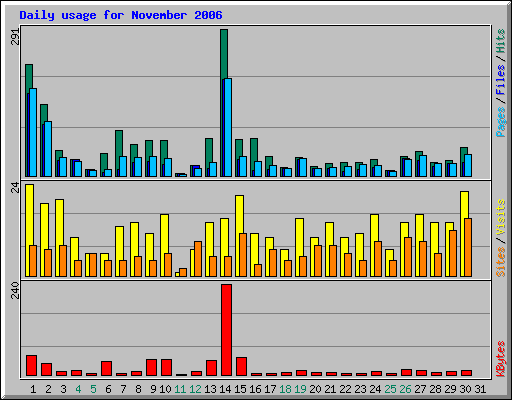 Daily usage for November 2006
291
Pages / Files / Hits
24
Sites / Visits
240
KBytes
1 2 3 4 5 6 7 8 9 10 11 12 13 14 15 16 17 18 19 20 21 22 23 24 25 26 27 28 29 30 31